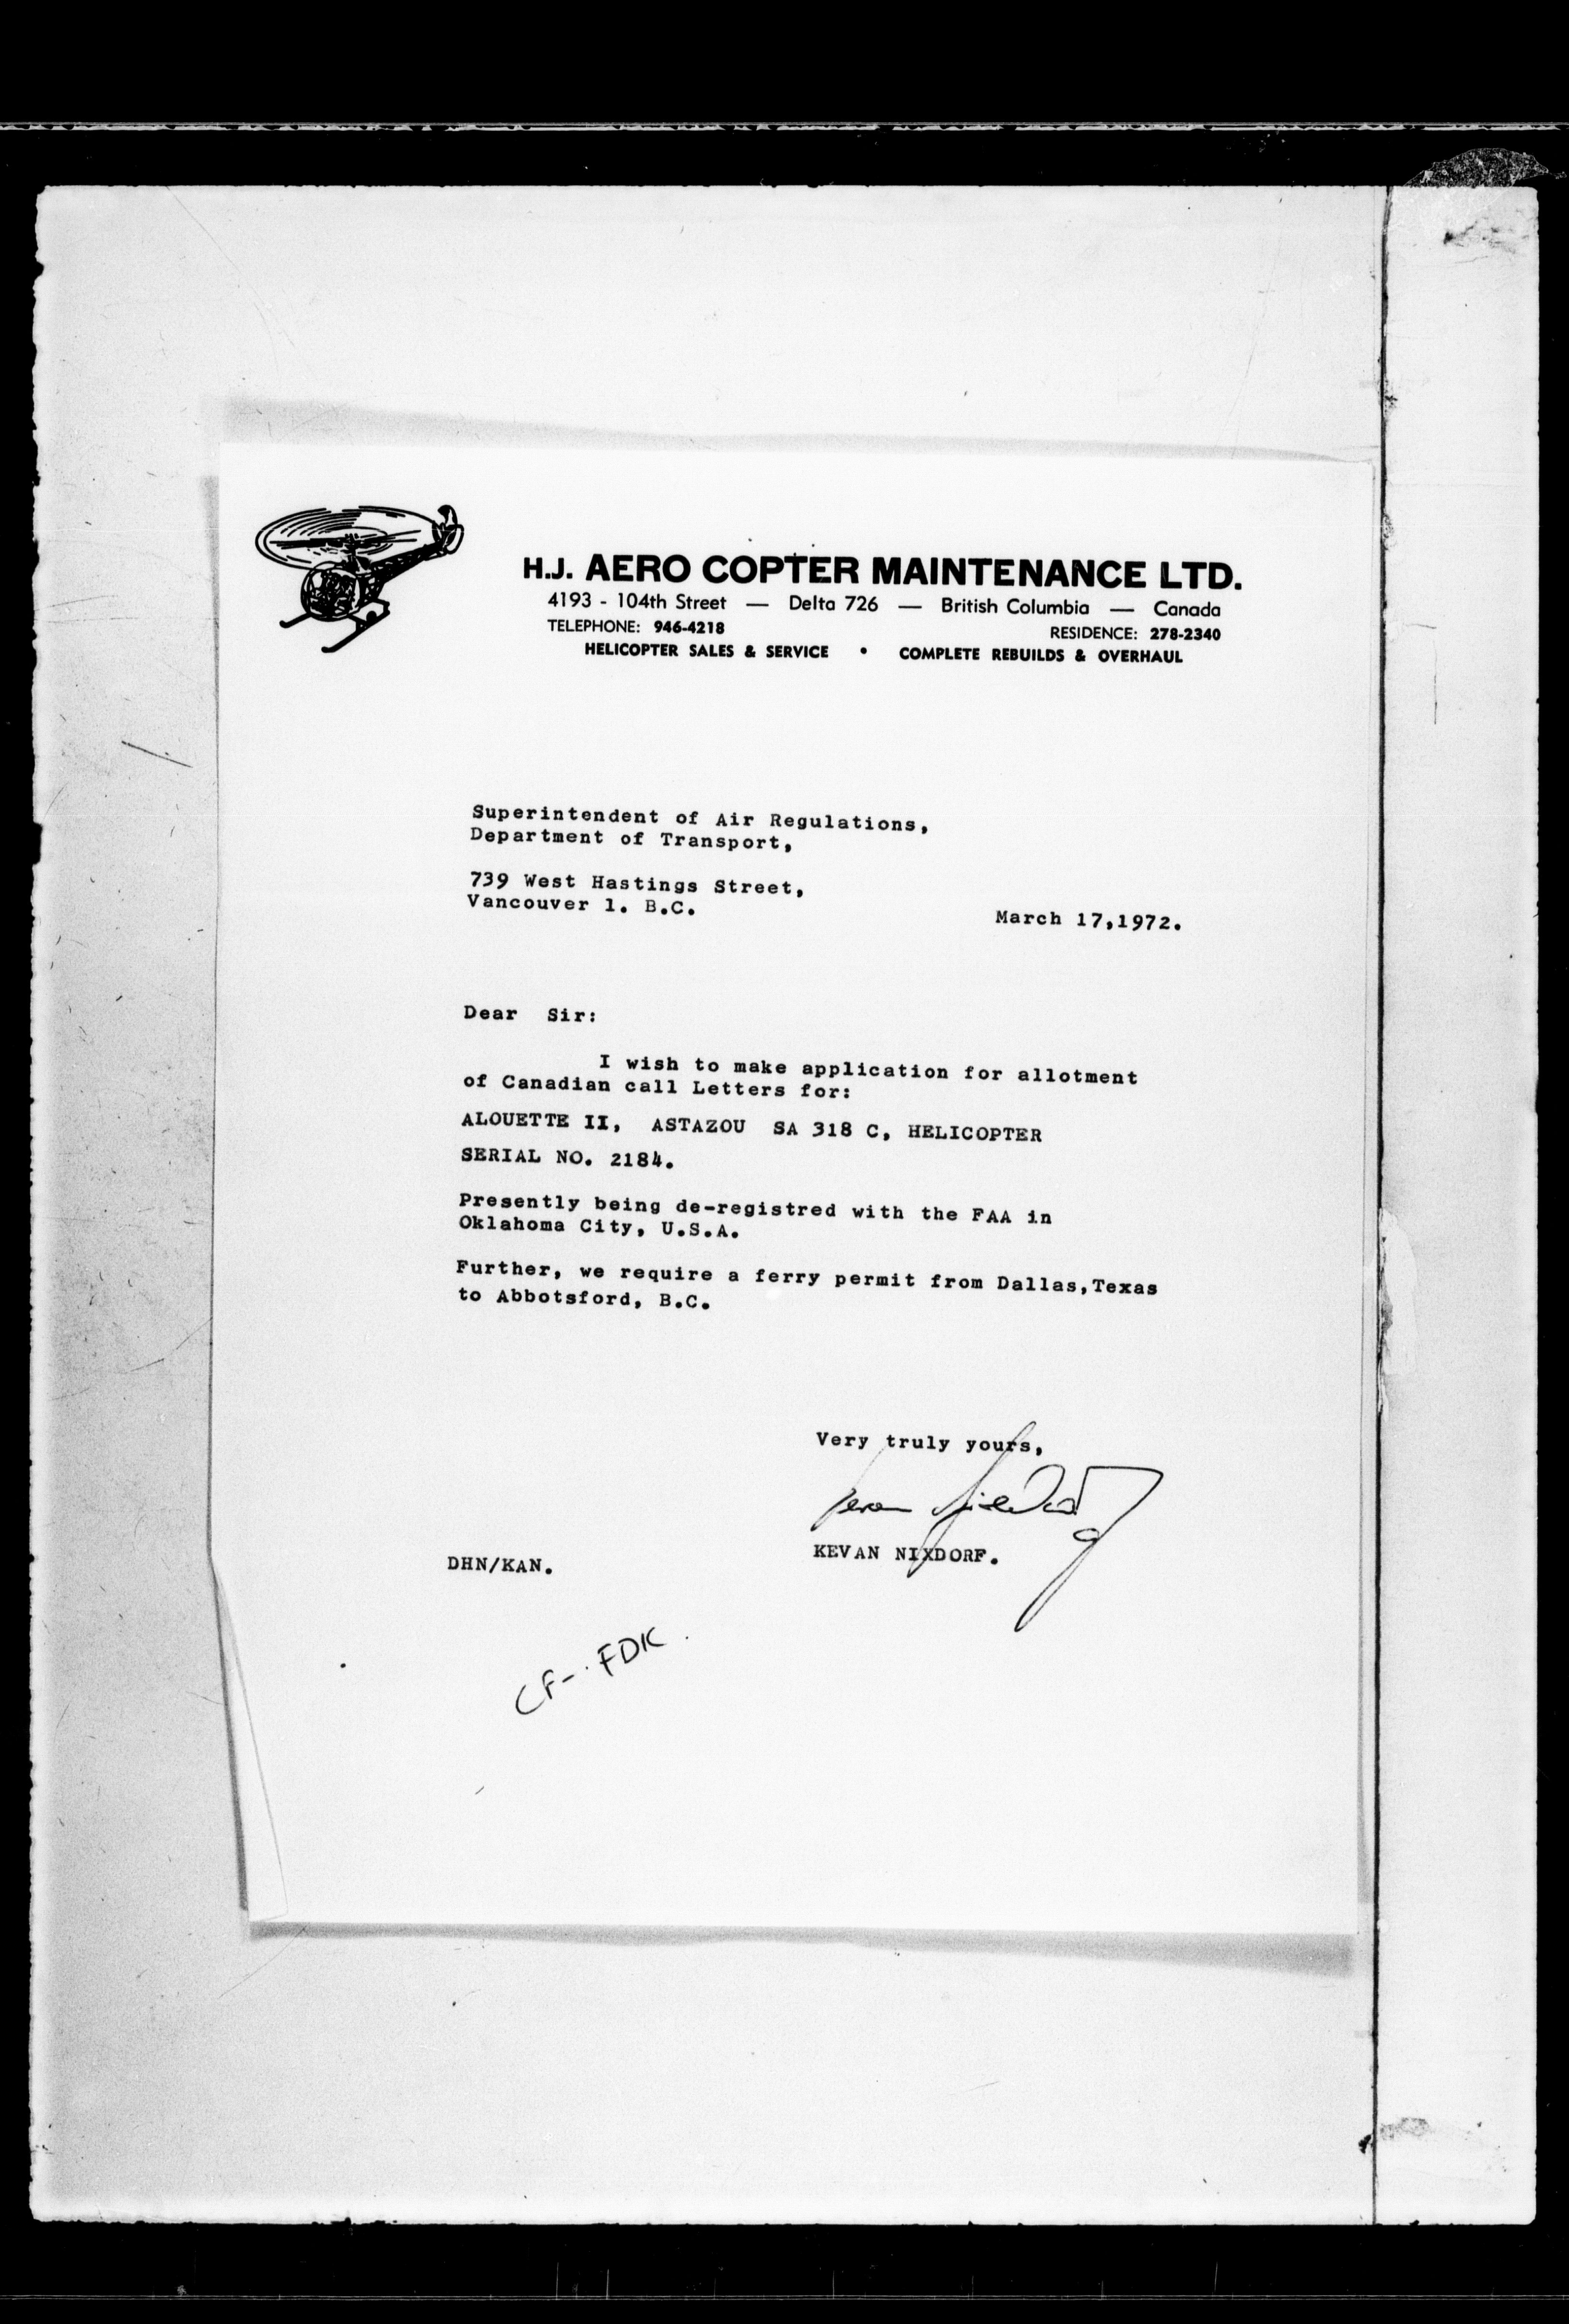 H.J. AERO COPTER MAINTENANCE LTD.
4193 - 104th Street — Delta 726 — British Columbia — Canada
TELEPHONE: 946-4218 RESIDENCE: 278-2340
HELICOPTER SALES & SERVICE • COMPLETE REBUILDS & OVERHAUL
Superintendent of Air Regulations,
Department of Transport,
739 West Hastings Street,
Vancouver 1. B.C.
March 17,1972.
Dear Sir:
I wish to make application for allotment
of Canadian call Letters for:
ALOUETTE II, ASTAZOU SA 318 C, HELICOPTER
SERIAL NO. 2184.
Presently being de-registred with the FAA in
Oklahoma City, U.S.A.
Further, we require a ferry permit from Dallas,Texas
to Abbotsford, B.C.
Very truly yours,
KEVAN NIXDORF.
DHN/KAN.
CF-.FDK.